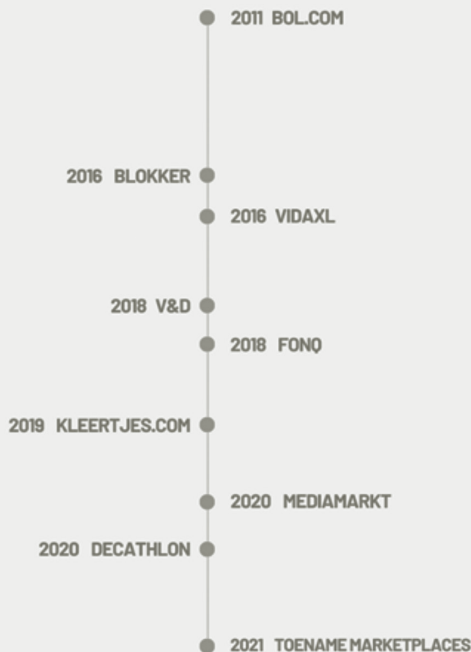 2011 BOL.COM
2016 BLOKKER
2016 VIDAXL
2018 V&D
2018 FONQ
2019 KLEERTJES.COM
2020 MEDIAMARKT
2020 DECATHLON
2021 TOENAME MARKETPLACES